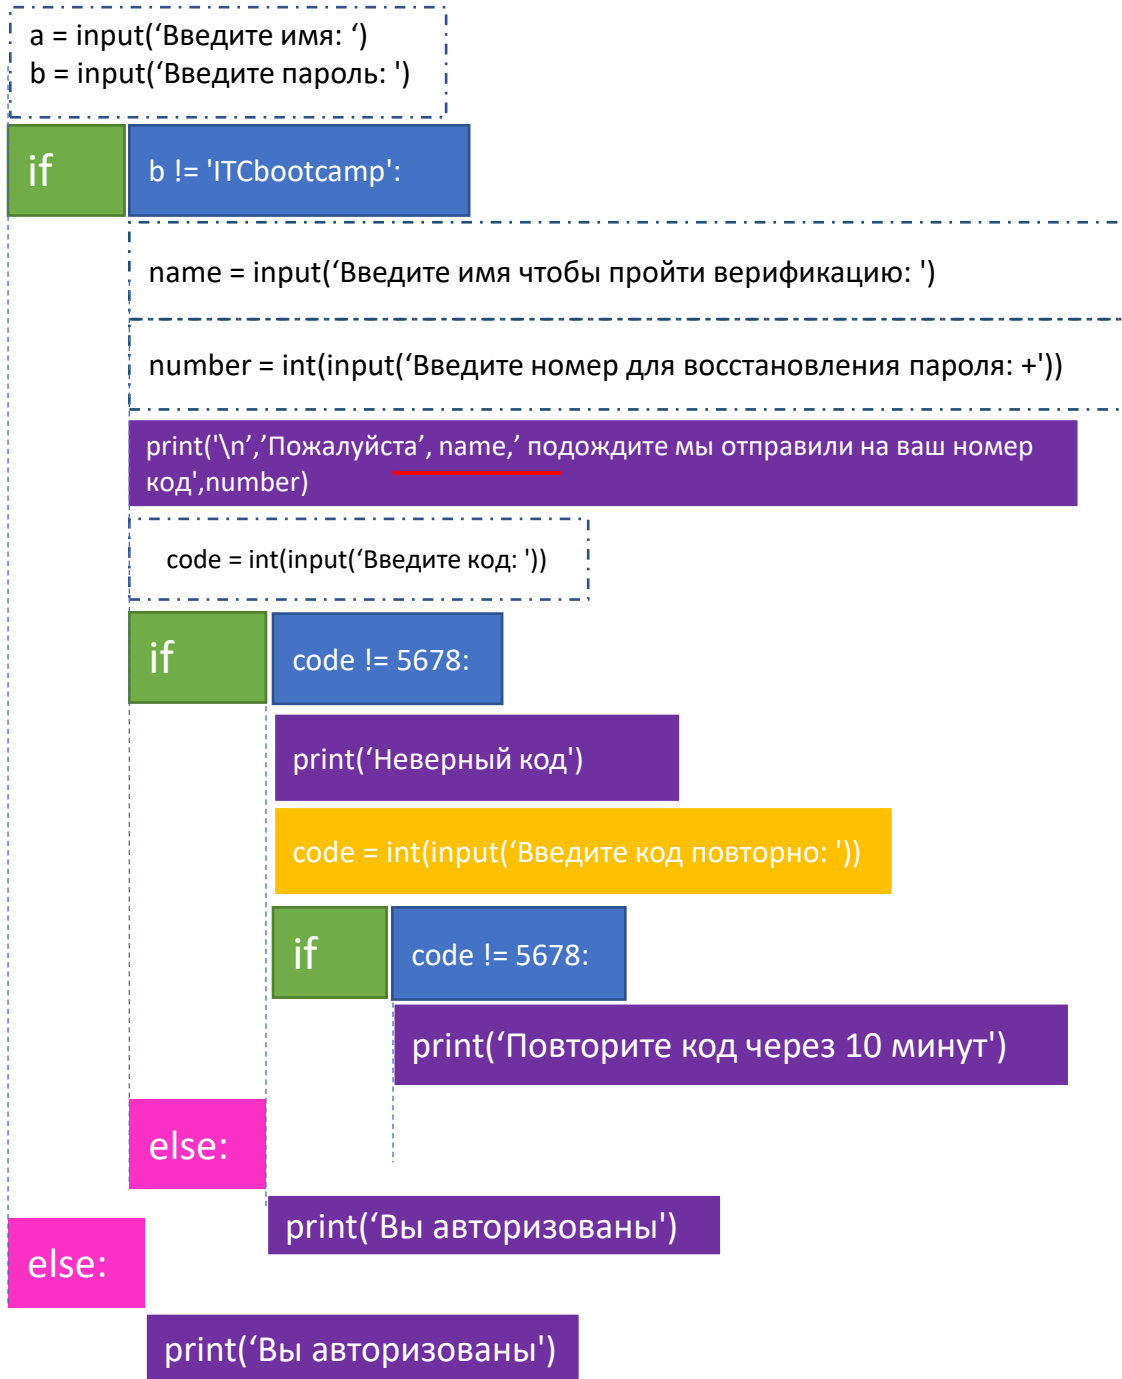 a = input(‘Введите имя: ‘)
b = input(‘Введите пароль: ')
if b != 'ITCbootcamp':
name = input(‘Введите имя чтобы пройти верификацию: ')
number = int(input(‘Введите номер для восстановления пароля: +'))
print('\n’,’Пожалуйста’, name,’ подождите мы отправили на ваш номер
код',number)
code = int(input(‘Введите код: '))
if code != 5678:
print(‘Неверный код')
code = int(input(‘Введите код повторно: '))
if code != 5678:
print(‘Повторите код через 10 минут')
else:
print(‘Вы авторизованы')
else:
print(‘Вы авторизованы')